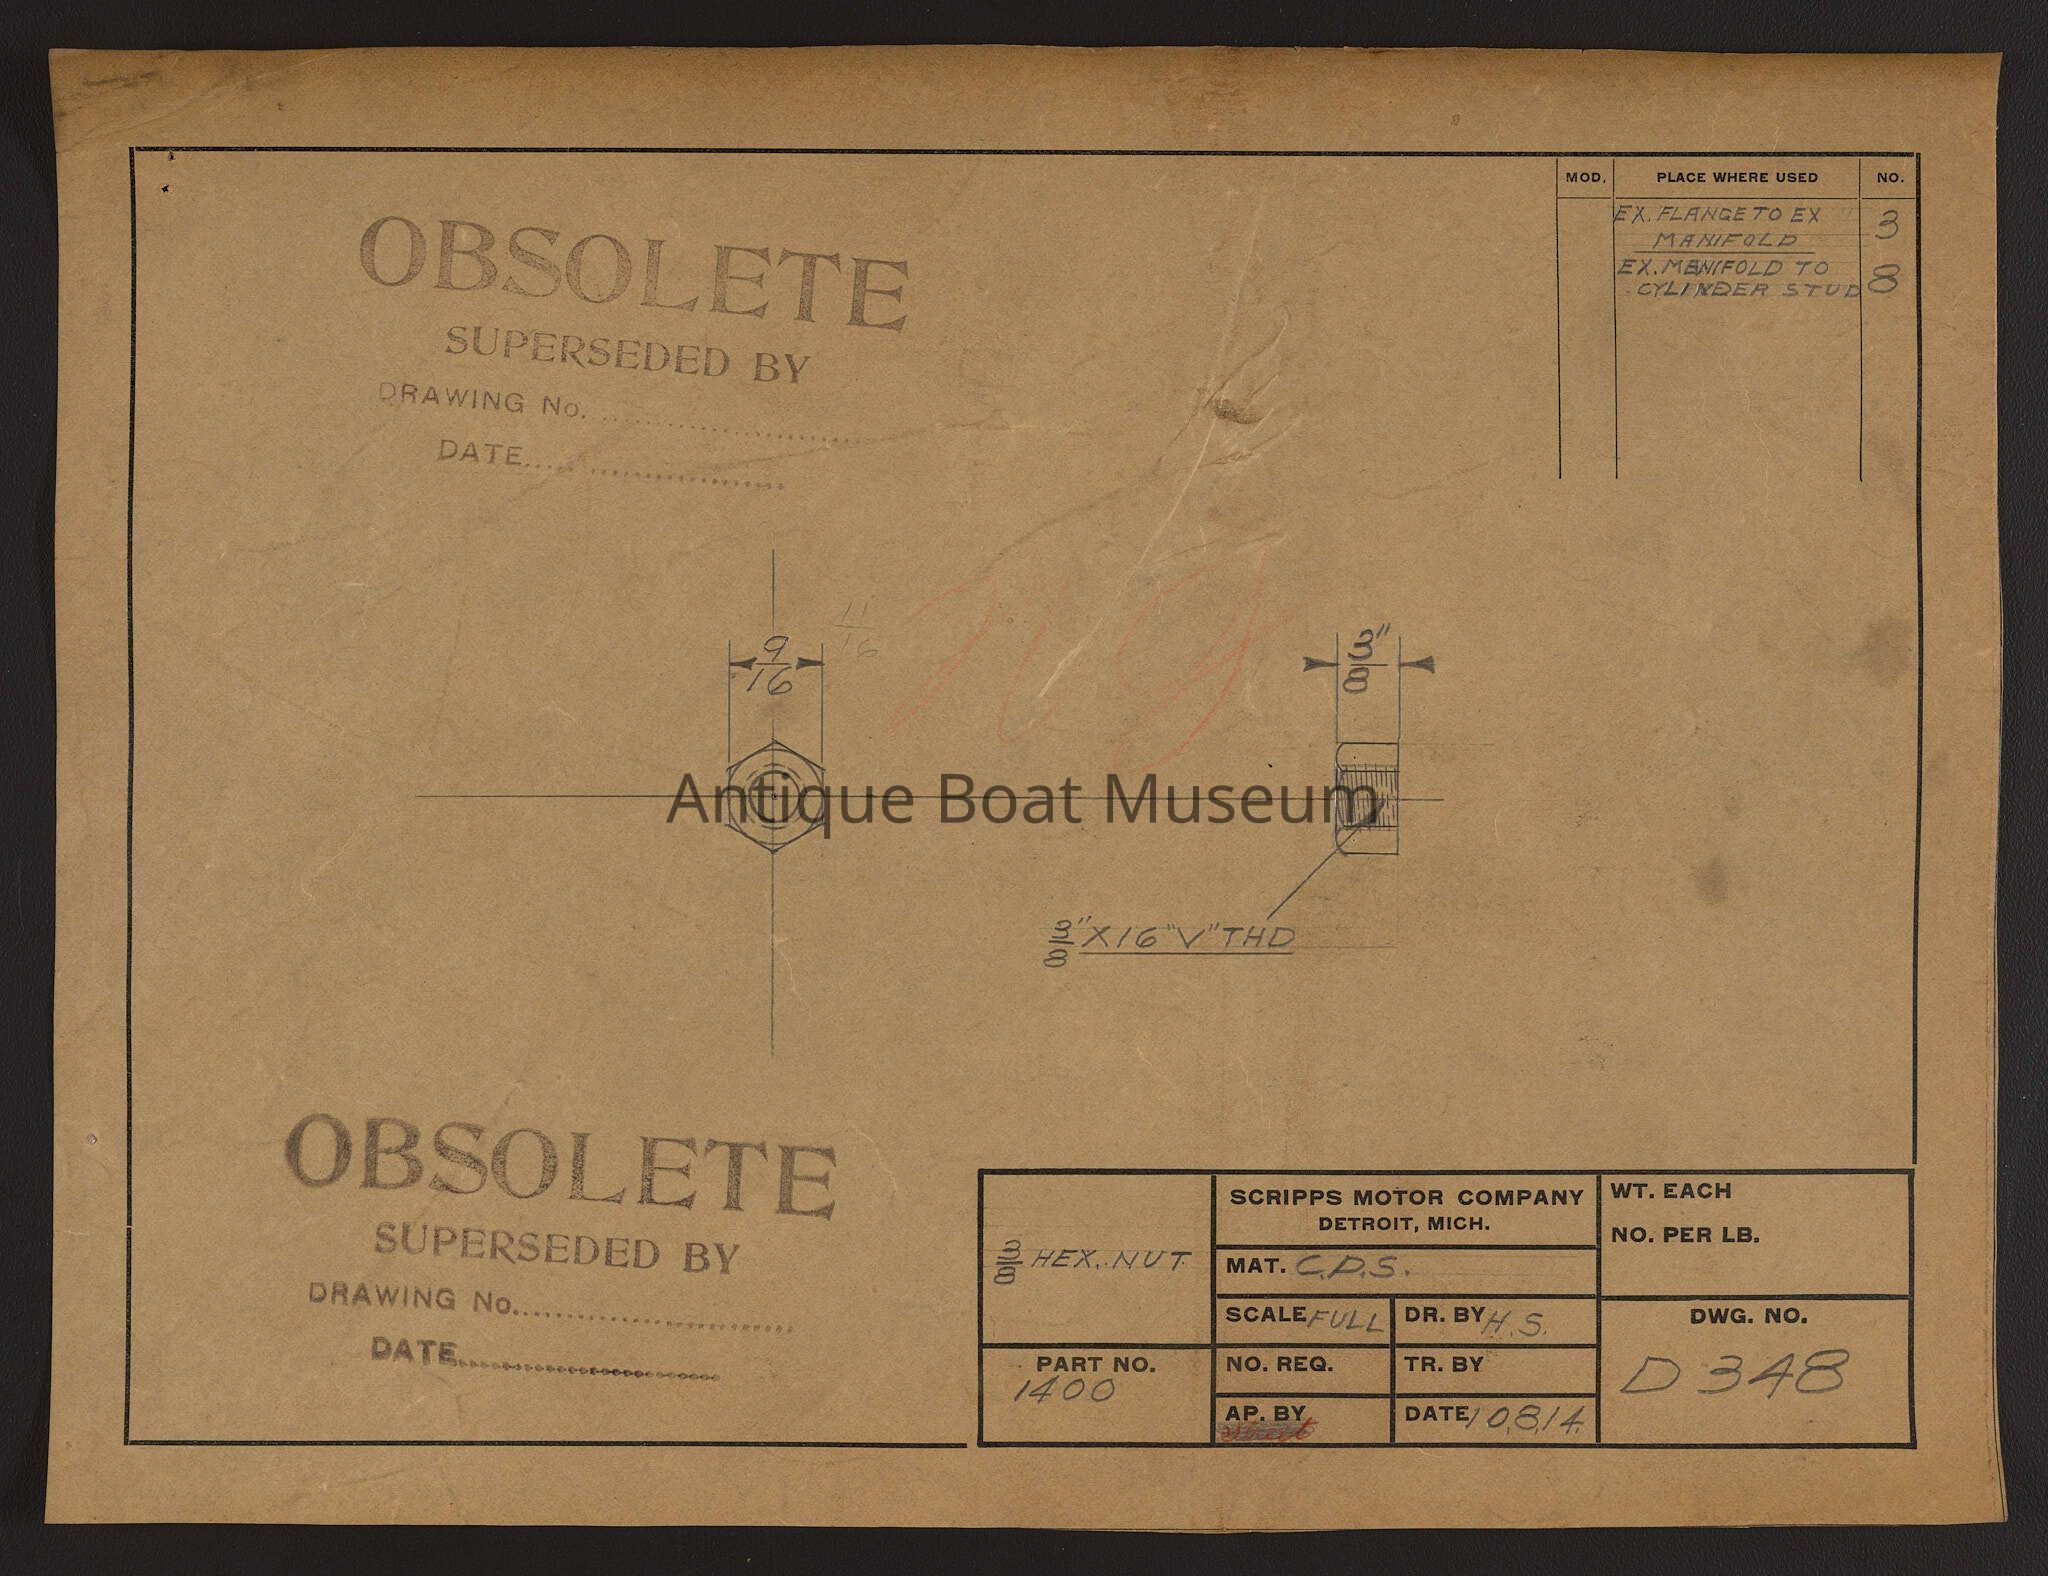 OBSOLETE
SUPERSEDED BY
DRAWING No.
DATE
MOD. PLACE WHERE USED NO.
EX. FLANGE TO EX 3
MANIFOLD
EX. MANIFOLD TO 8
CYLINDER STUD
9/16
11/16
3/8"
Antique Boat Museum
3/8" X 16 "V" THD
OBSOLETE
SUPERSEDED BY
DRAWING No.
DATE
3/8 HEX. NUT
PART NO.
1400
SCRIPPS MOTOR COMPANY
DETROIT, MICH.
MAT. C.D.S.
SCALE FULL
DR. BY H.S.
NO. REQ.
TR. BY
AP. BY
DATE 10.8.14.
WT. EACH
NO. PER LB.
DWG. NO.
D 348